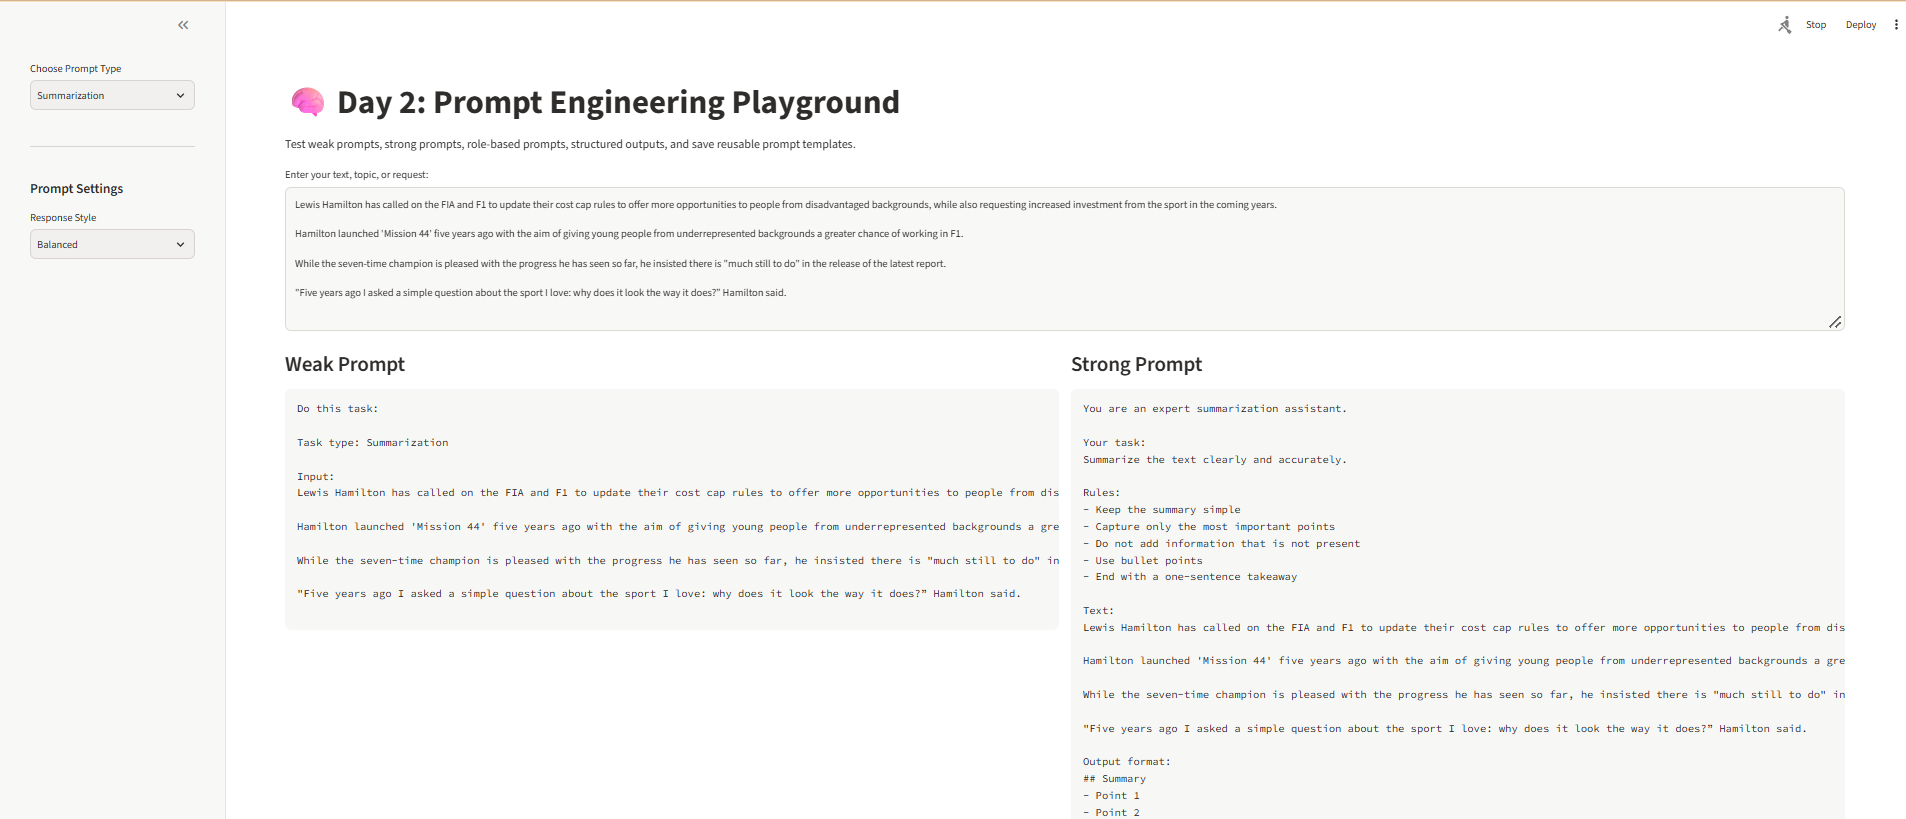 Stop
Deploy
Choose Prompt Type
Summarization
Prompt Settings
Response Style
Balanced
Day 2: Prompt Engineering Playground
Test weak prompts, strong prompts, role-based prompts, structured outputs, and save reusable prompt templates.
Enter your text, topic, or request:
Lewis Hamilton has called on the FIA and F1 to update their cost cap rules to offer more opportunities to people from disadvantaged backgrounds, while also requesting increased investment from the sport in the coming years.
Hamilton launched 'Mission 44' five years ago with the aim of giving young people from underrepresented backgrounds a greater chance of working in F1.
While the seven-time champion is pleased with the progress he has seen so far, he insisted there is "much still to do" in the release of the latest report.
"Five years ago I asked a simple question about the sport I love: why does it look the way it does?” Hamilton said.
Weak Prompt
Do this task:
Task type: Summarization
Input:
Lewis Hamilton has called on the FIA and F1 to update their cost cap rules to offer more opportunities to people from dis
Hamilton launched 'Mission 44' five years ago with the aim of giving young people from underrepresented backgrounds a gre
While the seven-time champion is pleased with the progress he has seen so far, he insisted there is "much still to do" in
"Five years ago I asked a simple question about the sport I love: why does it look the way it does?” Hamilton said.
Strong Prompt
You are an expert summarization assistant.
Your task:
Summarize the text clearly and accurately.
Rules:
- Keep the summary simple
- Capture only the most important points
- Do not add information that is not present
- Use bullet points
- End with a one-sentence takeaway
Text:
Lewis Hamilton has called on the FIA and F1 to update their cost cap rules to offer more opportunities to people from dis
Hamilton launched 'Mission 44' five years ago with the aim of giving young people from underrepresented backgrounds a gre
While the seven-time champion is pleased with the progress he has seen so far, he insisted there is "much still to do" in
"Five years ago I asked a simple question about the sport I love: why does it look the way it does?” Hamilton said.
Output format:
## Summary
- Point 1
- Point 2